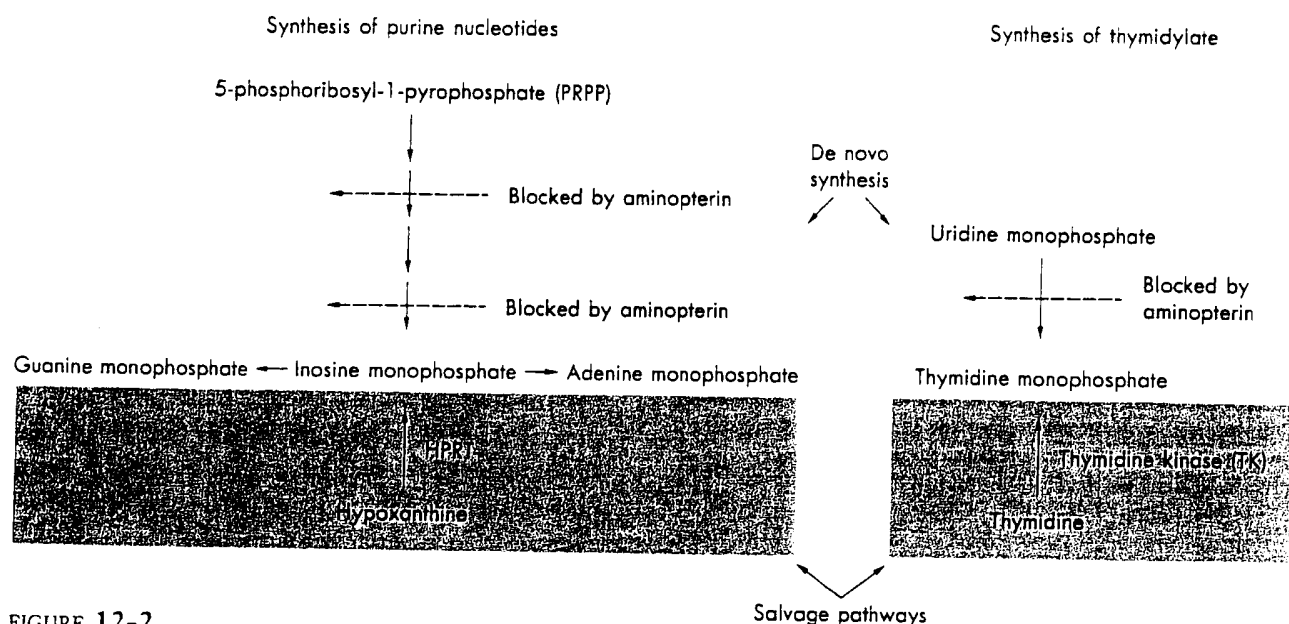 Synthesis of purine nucleotides
Synthesis of thymidylate
5-phosphoribosyl-1-pyrophosphate (PRPP)
De novo
synthesis
Blocked by aminopterin
Uridine monophosphate
Blocked by aminopterin
Blocked by
aminopterin
Guanine monophosphate
Inosine monophosphate
Adenine monophosphate
Thymidine monophosphate
HPRT
Thymidine kinase (TK)
Hypoxanthine
Thymidine
Salvage pathways
FIGURE 12-2